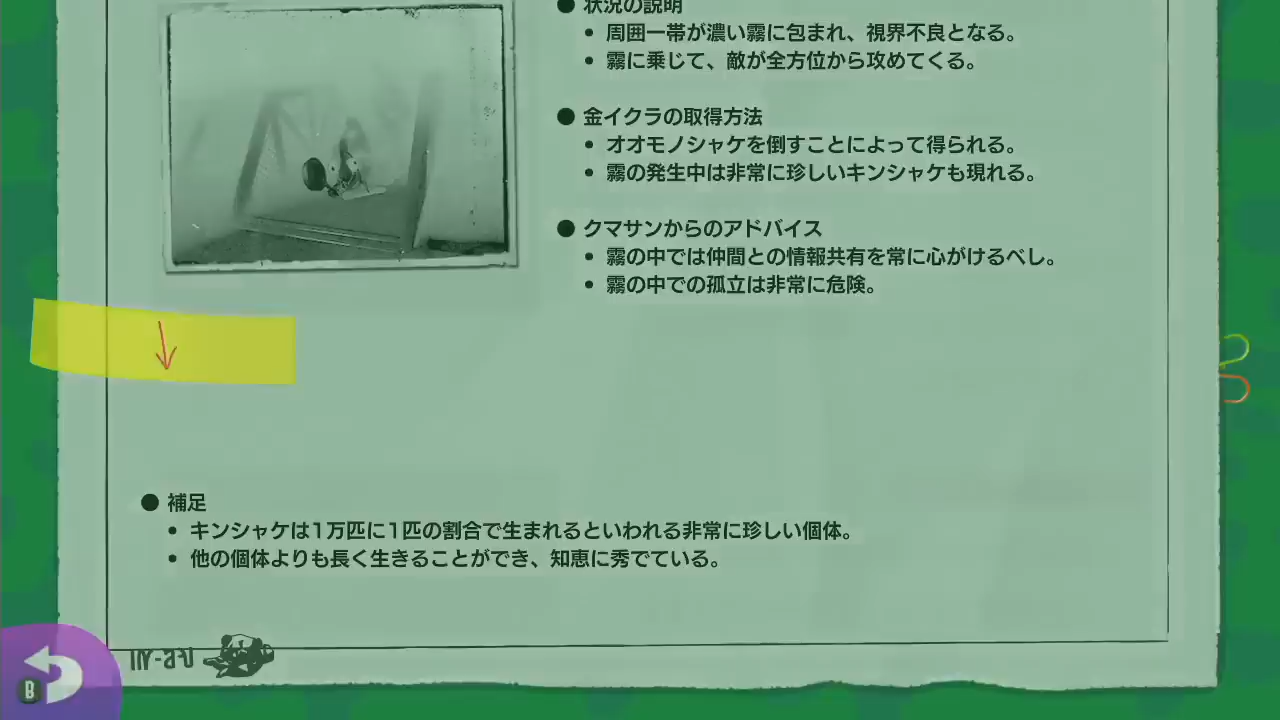 ● 状況の説明
• 周囲一帯が濃い霧に包まれ、視界不良となる。
• 霧に乗じて、敵が全方位から攻めてくる。
● 金イクラの取得方法
• オオモノシャケを倒すことによって得られる。
• 霧の発生中は非常に珍しいキンシャケも現れる。
● クマサンからのアドバイス
• 霧の中では仲間との情報共有を常に心がけるべし。
• 霧の中での孤立は非常に危険。
● 補足
• キンシャケは1万匹に1匹の割合で生まれるといわれる非常に珍しい個体。
• 他の個体よりも長く生きることができ、知恵に秀でている。
B